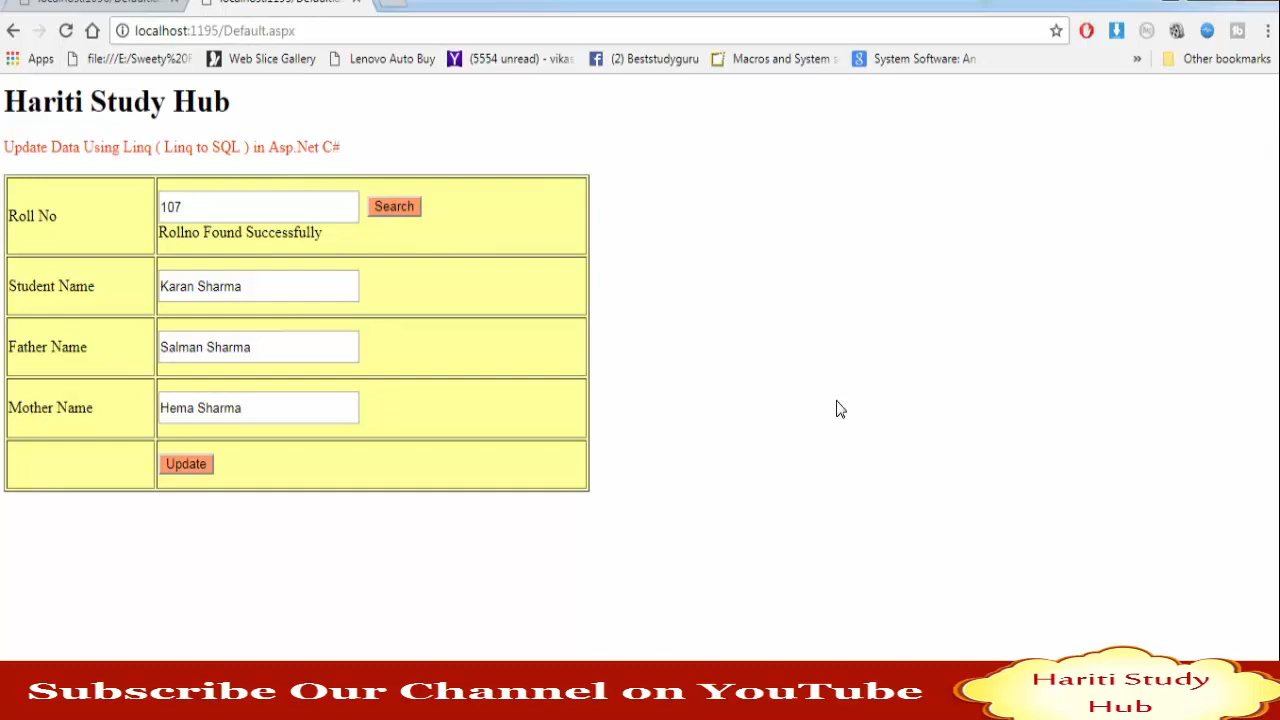 localhost:1195/Default.aspx
Apps file:///E:/Sweety%20F Web Slice Gallery Lenovo Auto Buy (5554 unread) - vikas (2) Beststudyguru Macros and System System Software: An » Other bookmarks
Hariti Study Hub
Update Data Using Linq ( Linq to SQL ) in Asp.Net C#
Roll No 107 Search
Rollno Found Successfully
Student Name Karan Sharma
Father Name Salman Sharma
Mother Name Hema Sharma
Update
Subscribe Our Channel on YouTube
Hariti Study
Hub